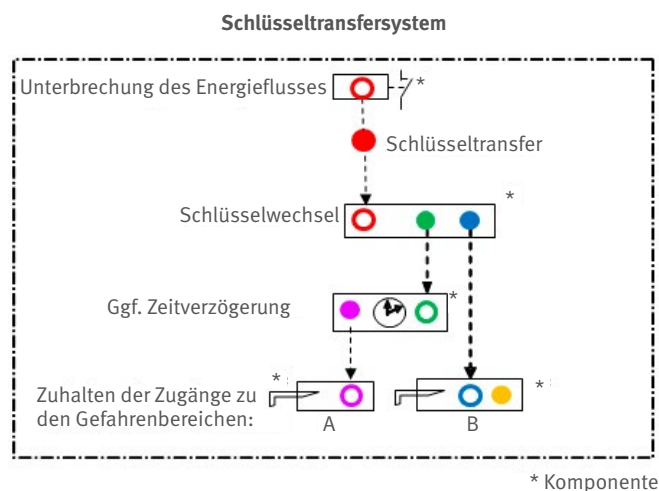 Schlüsseltransfersystem
Unterbrechung des Energieflusses *
Schlüsseltransfer
Schlüsselwechsel *
Ggf. Zeitverzögerung *
Zuhalten der Zugänge zu * *
den Gefahrenbereichen: A B
* Komponente